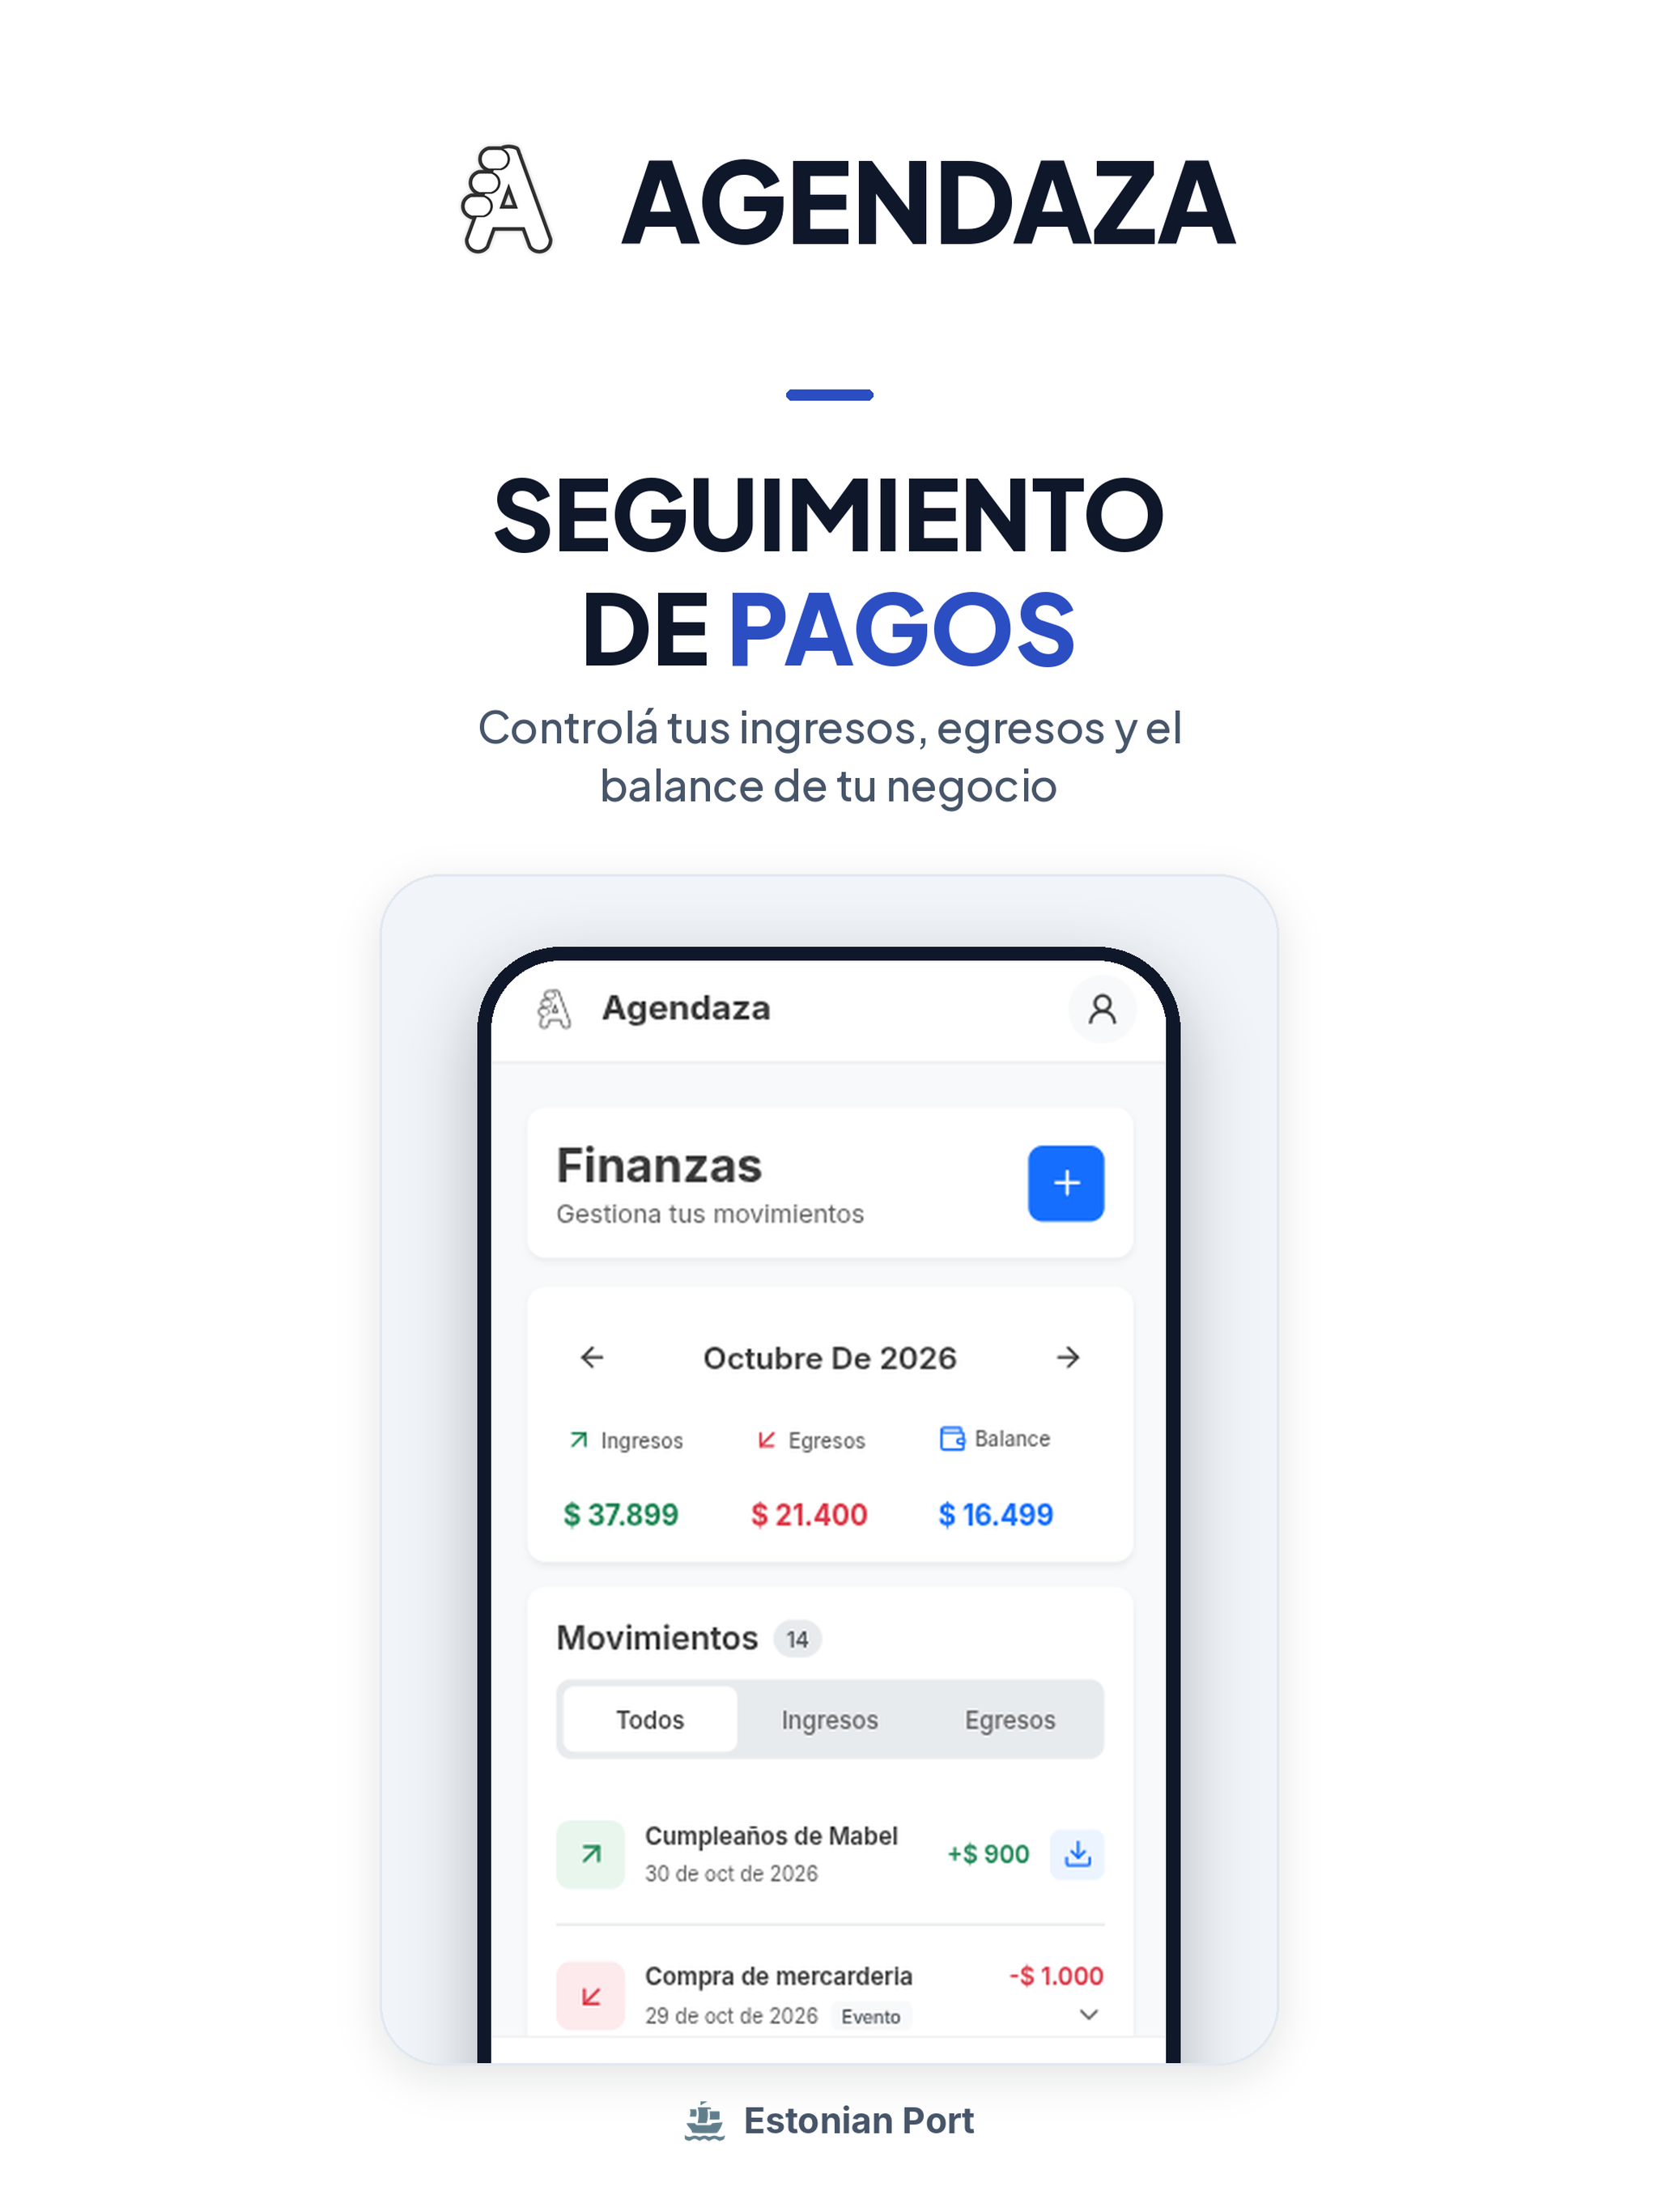 A
AGENDAZA
SEGUIMIENTO
DE PAGOS
Controlá tus ingresos, egresos y el
balance de tu negocio
Agendaza
Finanzas
Gestiona tus movimientos
Octubre De 2026
Ingresos Egresos Balance
$ 37.899 $ 21.400 $ 16.499
Movimientos 14
Todos Ingresos Egresos
Cumpleaños de Mabel +$ 900
30 de oct de 2026
Compra de mercarderia -$ 1.000
29 de oct de 2026 Evento
Estonian Port